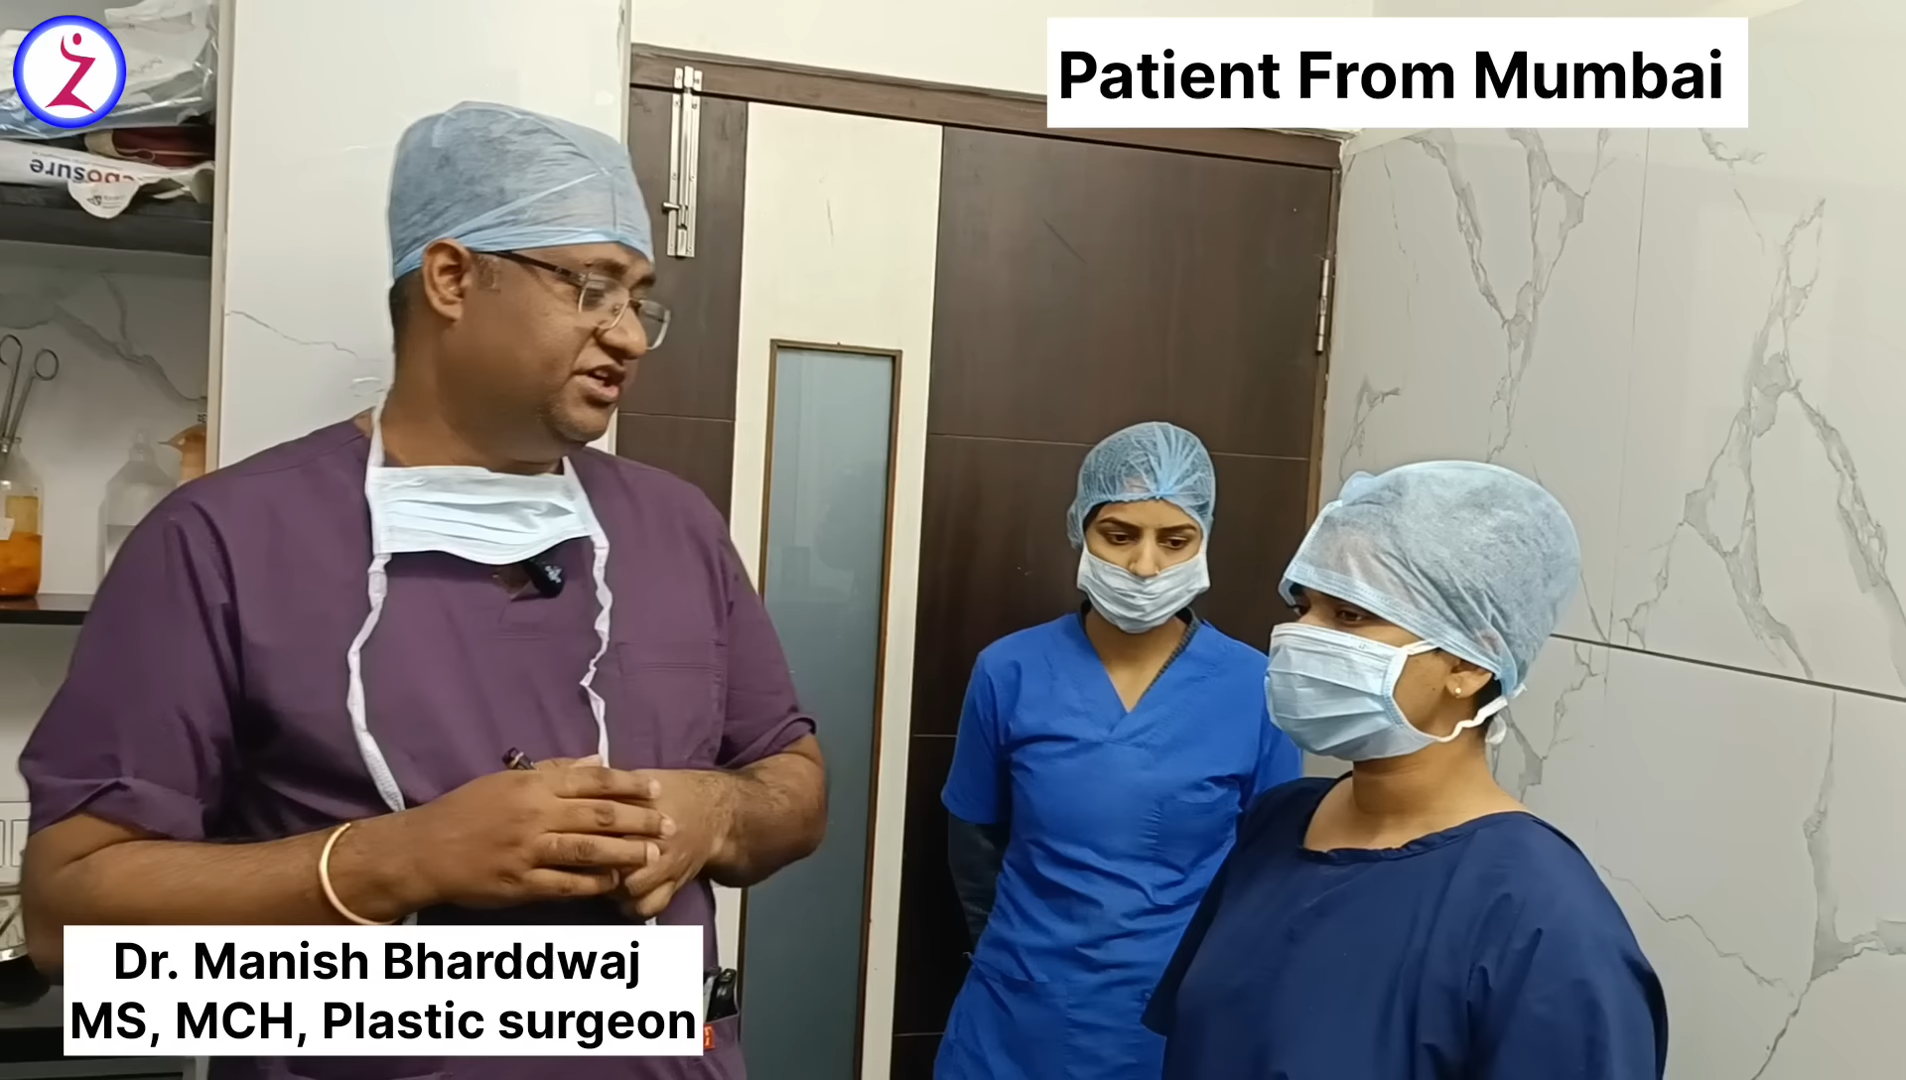 Patient From Mumbai
Dr. Manish Bharddwaj
MS, MCH, Plastic surgeon